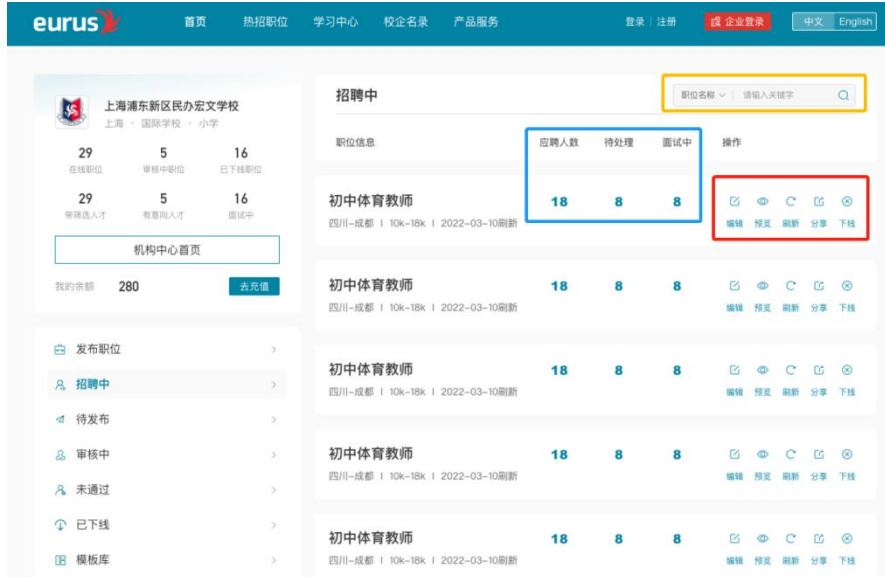 eurus 首页 热招职位 学习中心 校企名录 产品服务 登录 | 注册 企业登录 中文 English
上海浦东新区民办宏文学校
上海 · 国际学校 · 小学
29 5 16
在线职位 审核中职位 已下线职位
29 5 16
带筛选人才 有意向人才 面试中
机构中心首页
我的余额 280 去充值
发布职位
招聘中
待发布
审核中
未通过
已下线
模板库
招聘中 职位名称 请输入关键字
职位信息 应聘人数 待处理 面试中 操作
初中体育教师 18 8 8
四川-成都 | 10k-18k | 2022-03-10刷新 编辑 预览 刷新 分享 下线
初中体育教师 18 8 8
四川-成都 | 10k-18k | 2022-03-10刷新 编辑 预览 刷新 分享 下线
初中体育教师 18 8 8
四川-成都 | 10k-18k | 2022-03-10刷新 编辑 预览 刷新 分享 下线
初中体育教师 18 8 8
四川-成都 | 10k-18k | 2022-03-10刷新 编辑 预览 刷新 分享 下线
初中体育教师 18 8 8
四川-成都 | 10k-18k | 2022-03-10刷新 编辑 预览 刷新 分享 下线